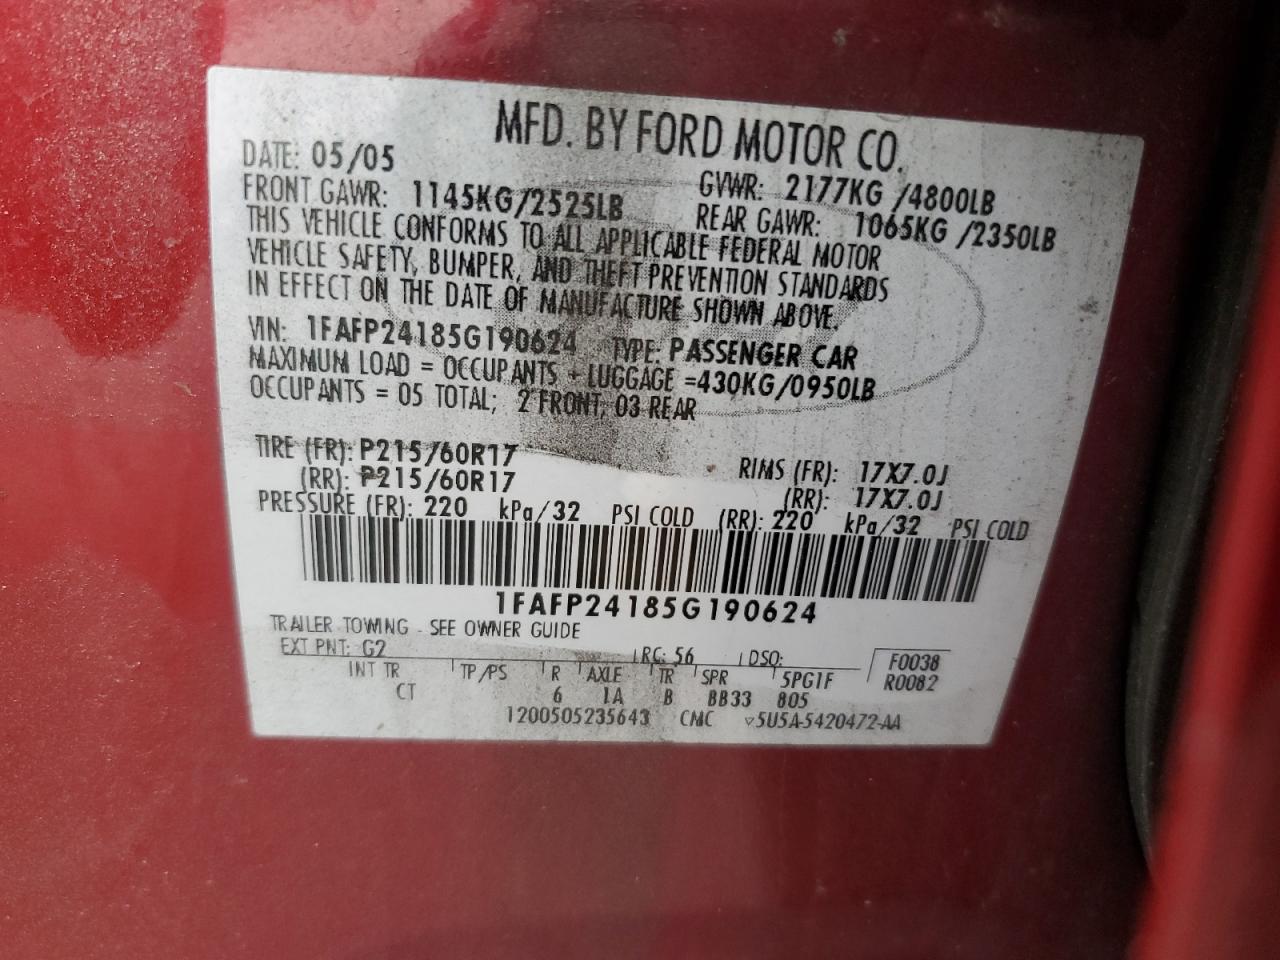 MFD. BY FORD MOTOR CO.
DATE: 05/05 GVWR: 2177KG /4800LB
FRONT GAWR: 1145KG/2525LB REAR GAWR: 1065KG /2350LB
THIS VEHICLE CONFORMS TO ALL APPLICABLE FEDERAL MOTOR
VEHICLE SAFETY, BUMPER, AND THEFT PREVENTION STANDARDS
IN EFFECT ON THE DATE OF MANUFACTURE SHOWN ABOVE.
VIN: 1FAFP24185G190624 TYPE: PASSENGER CAR
MAXIMUM LOAD = OCCUPANTS + LUGGAGE =430KG/0950LB
OCCUPANTS = 05 TOTAL; 2 FRONT, 03 REAR
TIRE (FR): P215/60R17 RIMS (FR): 17X7.0J
(RR): P215/60R17 (RR): 17X7.0J
PRESSURE (FR): 220 kPa/32 PSI COLD (RR): 220 kPa/32 PSI COLD
1FAFP24185G190624
TRAILER TOWING - SEE OWNER GUIDE
EXT PNT: G2 RC: 56 DSO: F0038
INT TR TP/PS R AXLE TR SPR 5PG1F R0082
CT 6 1A B BB33 805
1200505235643 CMC ▽5U5A-5420472-AA